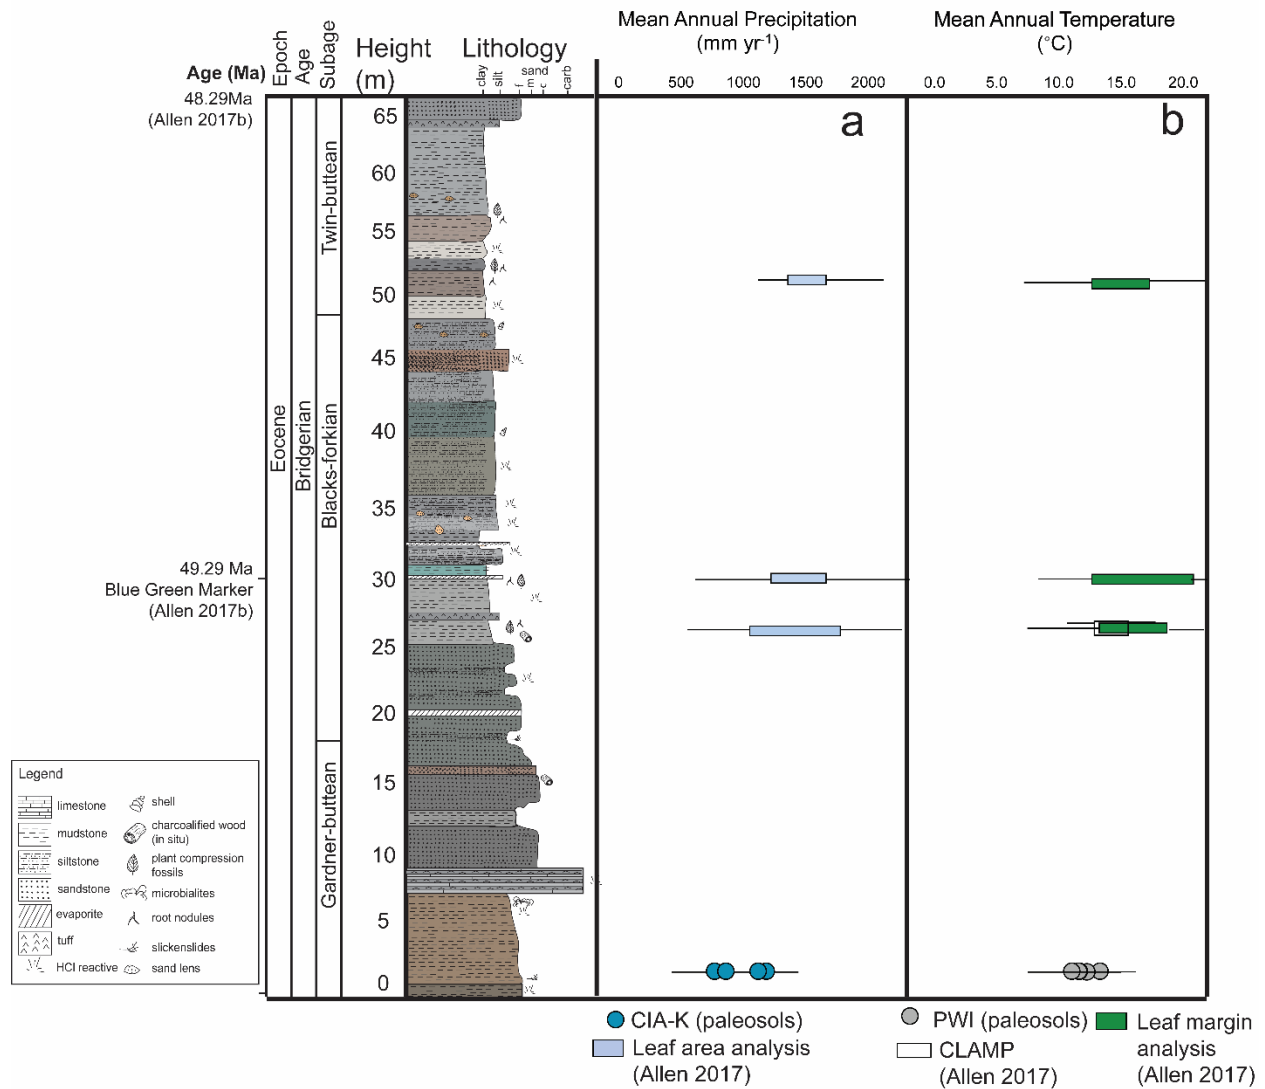 Mean Annual Precipitation
(mm yr-1)
Mean Annual Temperature
(°C)
Age (Ma)
Epoch
Age
Subage
Height
(m)
Lithology
clay
silt
f
m
c
sand
carb
0
500
1000
1500
2000
0.0
5.0
10.0
15.0
20.0
48.29Ma
(Allen 2017b)
a
b
65
60
55
50
45
40
35
30
25
20
15
10
5
0
Eocene
Bridgerian
Twin-buttean
Blacks-forkian
Gardner-buttean
49.29 Ma
Blue Green Marker
(Allen 2017b)
Legend
limestone
mudstone
siltstone
sandstone
evaporite
tuff
HCl reactive
shell
charcoalified wood
(in situ)
plant compression
fossils
microbialites
root nodules
slickenslides
sand lens
CIA-K (paleosols)
Leaf area analysis
(Allen 2017)
PWI (paleosols)
CLAMP
(Allen 2017)
Leaf margin
analysis
(Allen 2017)